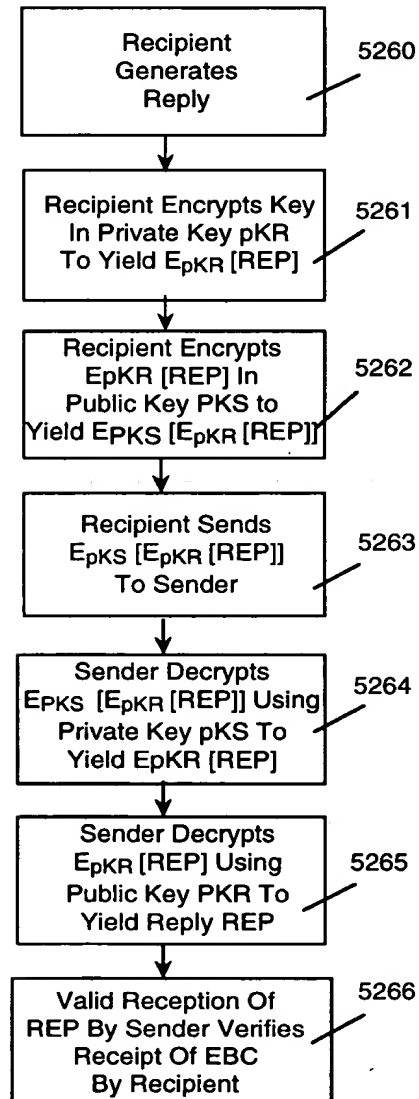 Recipient
Generates
Reply
5260
Recipient Encrypts Key
In Private Key pKR
To Yield EpKR [REP]
5261
Recipient Encrypts
EpKR [REP] In
Public Key PKS to
Yield EPKS [EpKR [REP]]
5262
Recipient Sends
EpKS [EpKR [REP]]
To Sender
5263
Sender Decrypts
EPKS [EpKR [REP]] Using
Private Key pKS To
Yield EpKR [REP]
5264
Sender Decrypts
EpKR [REP] Using
Public Key PKR To
Yield Reply REP
5265
Valid Reception Of
REP By Sender Verifies
Receipt Of EBC
By Recipient
5266